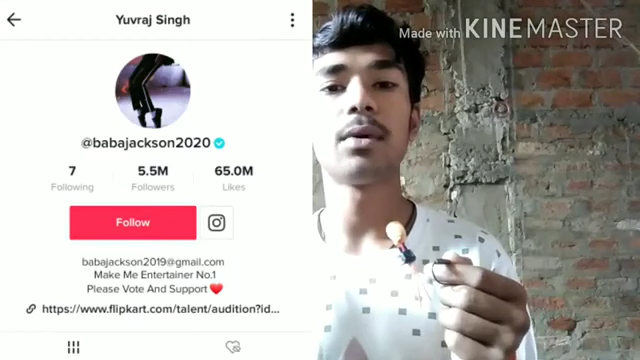 Yuvraj Singh
@babajackson2020
7 5.5M 65.0M
Following Followers Likes
Follow
babajackson2019@gmail.com
Make Me Entertainer No.1
Please Vote And Support ❤️
https://www.flipkart.com/talent/audition?id...
Made with KINEMASTER